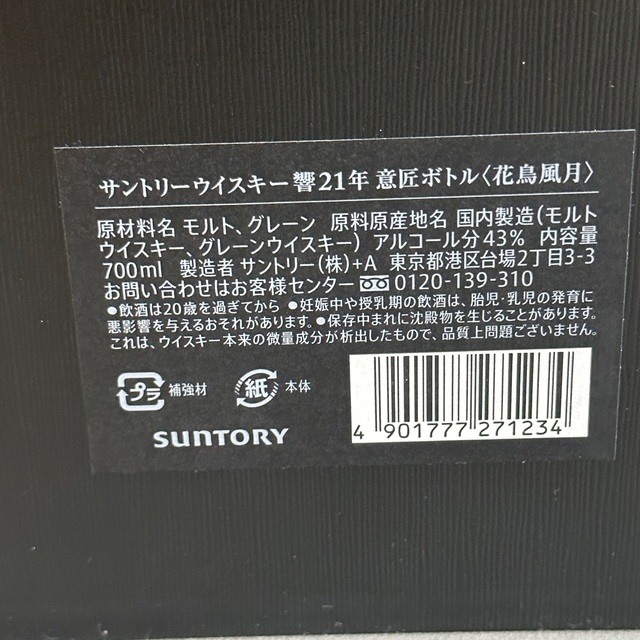 サントリーウイスキー響21年 意匠ボトル〈花鳥風月〉
原材料名 モルト、グレーン 原料原産地名 国内製造(モルト
ウイスキー、グレーンウイスキー) アルコール分43% 内容量
700ml 製造者 サントリー(株)+A 東京都港区台場2丁目3-3
お問い合わせはお客様センター 0120-139-310
●飲酒は20歳を過ぎてから ●妊娠中や授乳期の飲酒は、胎児・乳児の発育に
悪影響を与えるおそれがあります。●保存中まれに沈殿物を生じることがありますが、
これは、ウイスキー本来の微量成分が析出したもので、品質上問題ございません。
プラ 補強材 紙 本体
SUNTORY
4 901777 271234